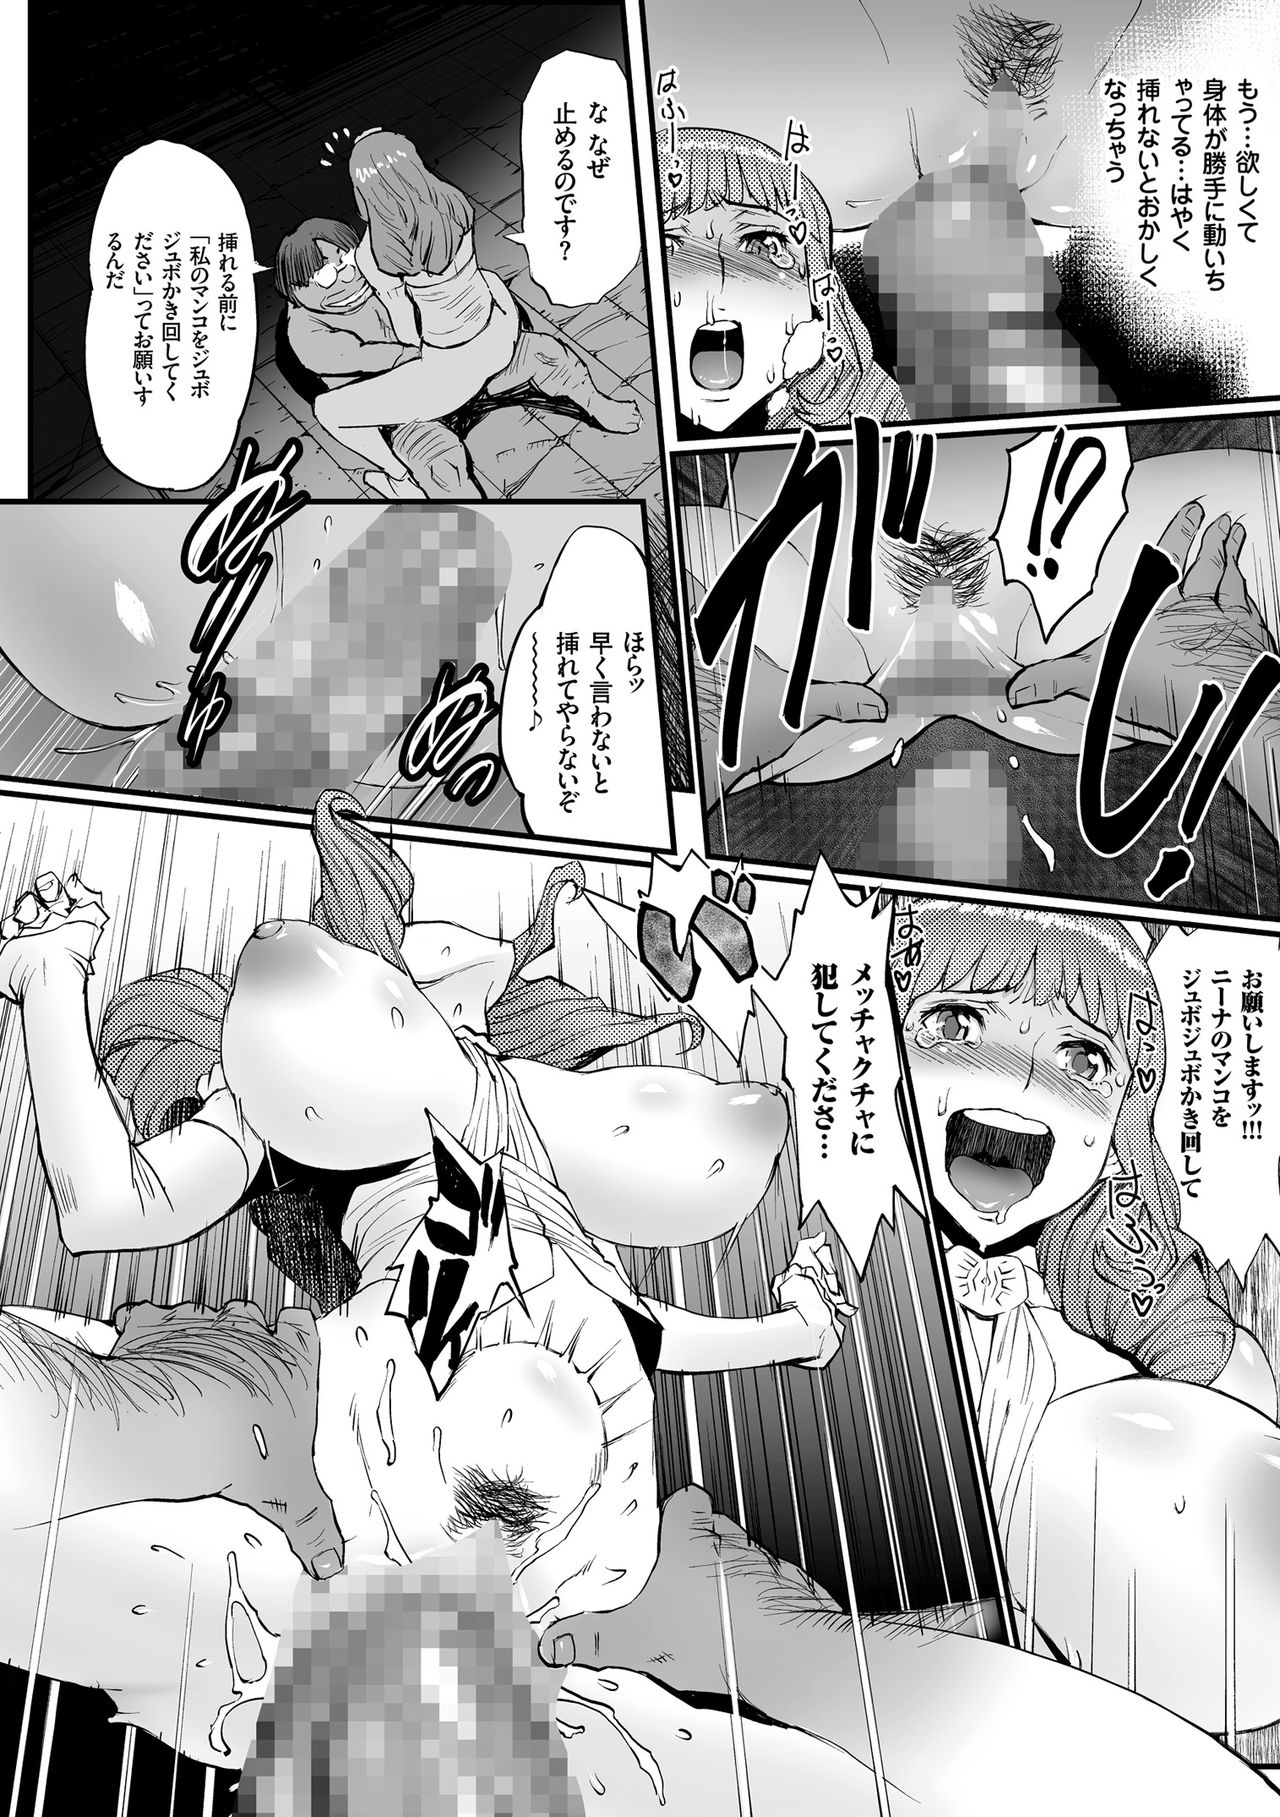 もう…欲しくて
身体が勝手に動いち
ゃってる…はやく
挿れないとおかしく
なっちゃう
はーー♡
はーー♡
はふーーっ♡
!?
グッ
な なぜ
止めるのです?
挿れる前に
「私のマンコをジュボ
ジュボかき回してく
ださい」ってお願いす
るんだ
ほらッ
早く言わないと
挿れてやらないぞ
〜〜〜〜〜♪
ぬ
ゅ
お願いしますッ!!!
ニーナのマンコを
ジュボジュボかき回して
はぁ♡
はっ♡
はふっ♡
メッチャクチャに
犯してくださ…